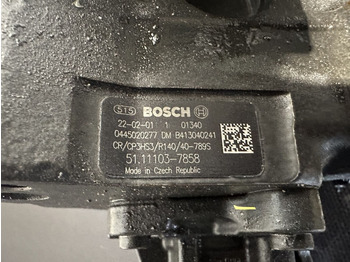 STS BOSCH
22-02-01 1 01340
0445020277 DM B413040241
CR/CP3HS3/R140/40-789S
51.11103-7858
Made in Czech Republic